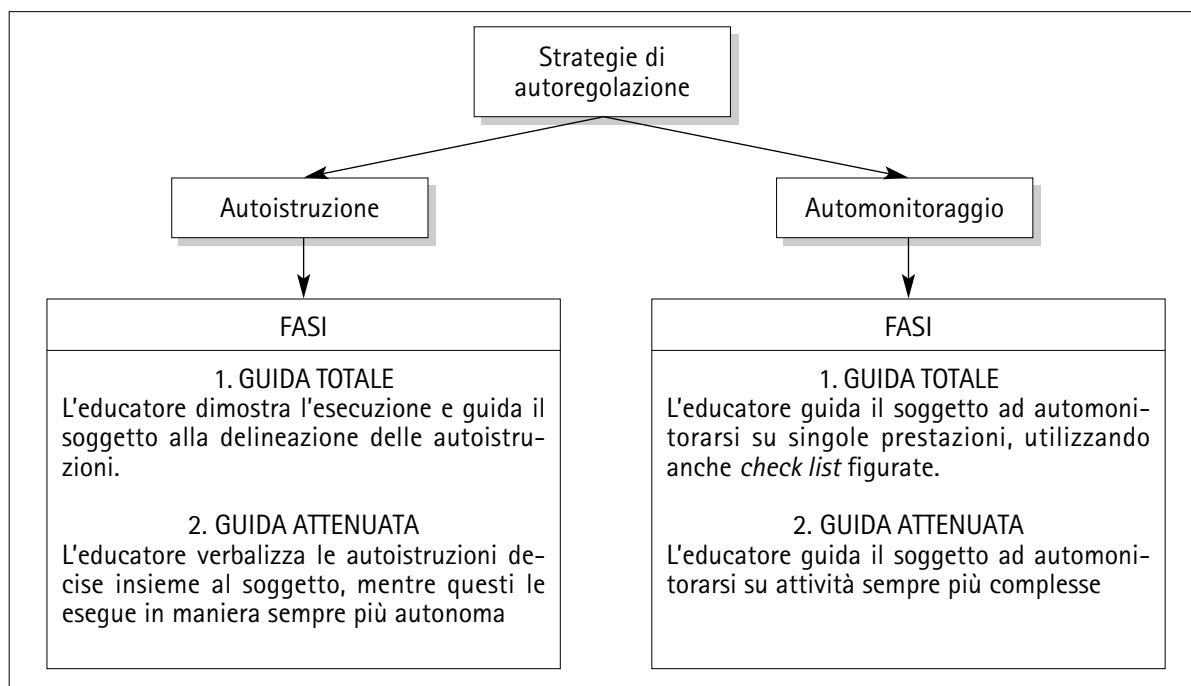 Strategie di
autoregolazione
Autoistruzione
Automonitoraggio
FASI
1. GUIDA TOTALE
L'educatore dimostra l'esecuzione e guida il
soggetto alla delineazione delle autoistru-
zioni.
2. GUIDA ATTENUATA
L'educatore verbalizza le autoistruzioni de-
cise insieme al soggetto, mentre questi le
esegue in maniera sempre più autonoma
FASI
1. GUIDA TOTALE
L'educatore guida il soggetto ad automoni-
torarsi su singole prestazioni, utilizzando
anche check list figurate.
2. GUIDA ATTENUATA
L'educatore guida il soggetto ad automoni-
torarsi su attività sempre più complesse